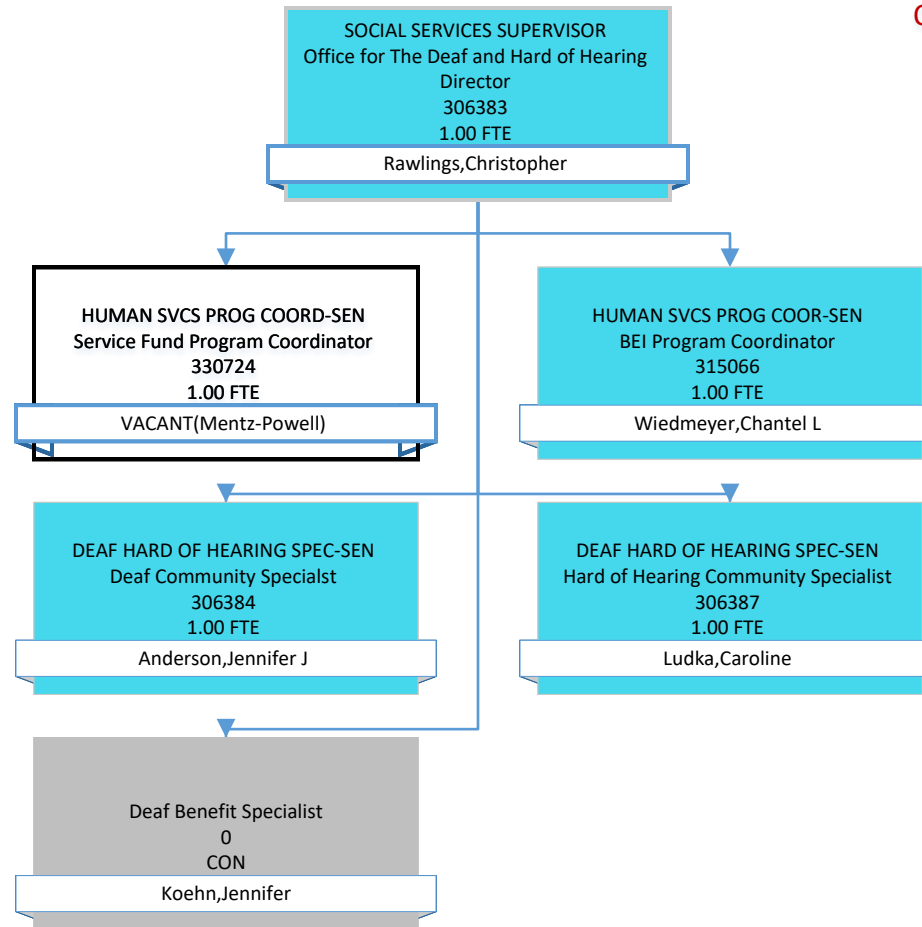 SOCIAL SERVICES SUPERVISOR
Office for The Deaf and Hard of Hearing
Director
306383
1.00 FTE
Rawlings,Christopher
HUMAN SVCS PROG COORD-SEN
Service Fund Program Coordinator
330724
1.00 FTE
VACANT(Mentz-Powell)
HUMAN SVCS PROG COOR-SEN
BEI Program Coordinator
315066
1.00 FTE
Wiedmeyer,Chantel L
DEAF HARD OF HEARING SPEC-SEN
Deaf Community Specialst
306384
1.00 FTE
Anderson,Jennifer J
DEAF HARD OF HEARING SPEC-SEN
Hard of Hearing Community Specialist
306387
1.00 FTE
Ludka,Caroline
Deaf Benefit Specialist
0
CON
Koehn,Jennifer